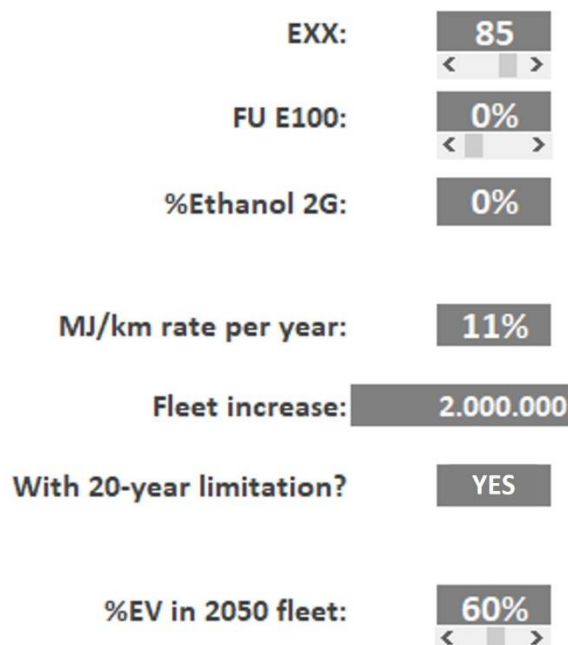 EXX: 85
FU E100: 0%
%Ethanol 2G: 0%
MJ/km rate per year: 11%
Fleet increase: 2.000.000
With 20-year limitation? YES
%EV in 2050 fleet: 60%